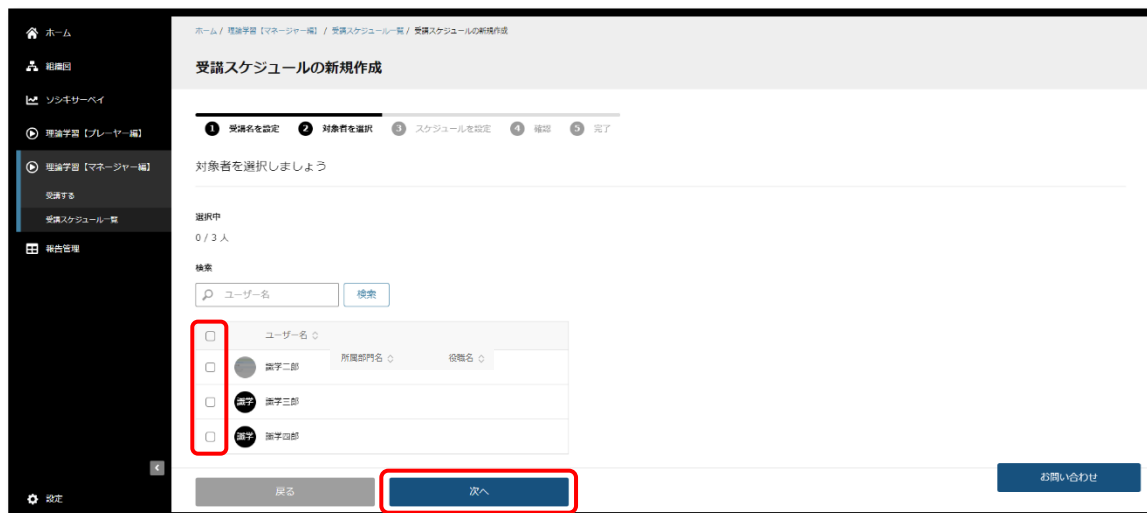 ホーム
組織図
ソシキサーベイ
理論学習【プレーヤー編】
理論学習【マネージャー編】
受講する
受講スケジュール一覧
報告管理
設定
ホーム / 理論学習【マネージャー編】 / 受講スケジュール一覧 / 受講スケジュールの新規作成
受講スケジュールの新規作成
1 受講名を設定 2 対象者を選択 3 スケジュールを設定 4 確認 5 完了
対象者を選択しましょう
選択中
0 / 3 人
検索
ユーザー名 検索
ユーザー名
所属部門名 役職名
識学二郎
識学 識学三郎
識学 識学四郎
戻る 次へ
お問い合わせ